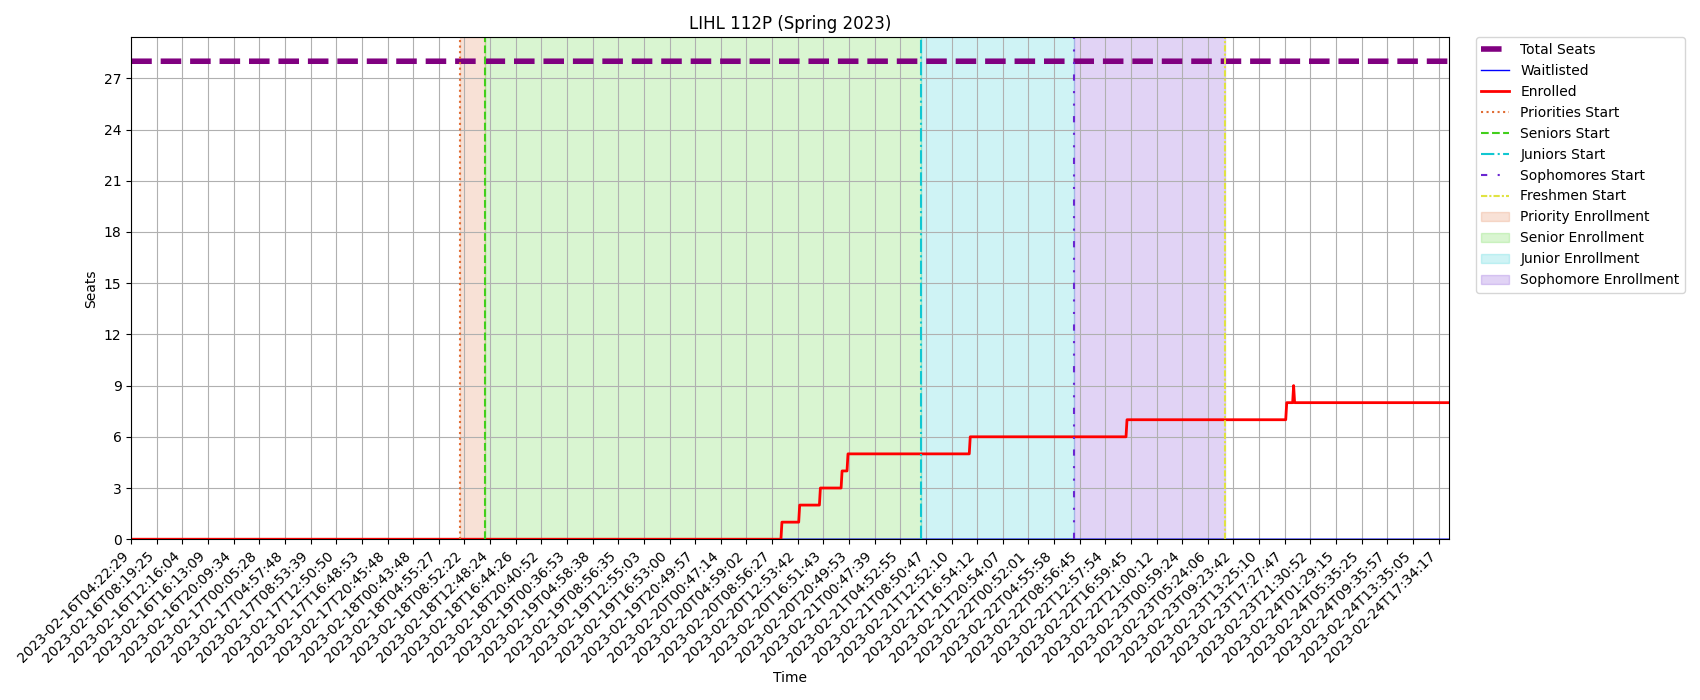 LIHL 112P (Spring 2023)
Total Seats
Waitlisted
Enrolled
Priorities Start
Seniors Start
Juniors Start
Sophomores Start
Freshmen Start
Priority Enrollment
Senior Enrollment
Junior Enrollment
Sophomore Enrollment
Seats
27
24
21
18
15
12
9
6
3
0
2023-02-16T04:22:29
2023-02-16T08:19:25
2023-02-16T12:16:04
2023-02-16T16:13:09
2023-02-16T20:09:34
2023-02-17T00:05:28
2023-02-17T04:57:48
2023-02-17T08:53:39
2023-02-17T12:50:50
2023-02-17T16:48:53
2023-02-17T20:45:48
2023-02-18T00:43:48
2023-02-18T04:55:27
2023-02-18T08:52:22
2023-02-18T12:48:24
2023-02-18T16:44:26
2023-02-18T20:40:52
2023-02-19T00:36:53
2023-02-19T04:58:38
2023-02-19T08:56:35
2023-02-19T12:55:03
2023-02-19T16:53:00
2023-02-19T20:49:57
2023-02-20T00:47:14
2023-02-20T04:59:02
2023-02-20T08:56:27
2023-02-20T12:53:42
2023-02-20T16:51:43
2023-02-20T20:49:53
2023-02-21T00:47:39
2023-02-21T04:52:55
2023-02-21T08:50:47
2023-02-21T12:52:10
2023-02-21T16:54:12
2023-02-21T20:54:07
2023-02-22T00:52:01
2023-02-22T04:55:58
2023-02-22T08:56:45
2023-02-22T12:57:54
2023-02-22T16:59:45
2023-02-22T21:00:12
2023-02-23T00:59:24
2023-02-23T05:24:06
2023-02-23T09:23:42
2023-02-23T13:25:10
2023-02-23T17:27:47
2023-02-23T21:30:52
2023-02-24T01:29:15
2023-02-24T05:35:25
2023-02-24T09:35:57
2023-02-24T13:35:05
2023-02-24T17:34:17
Time